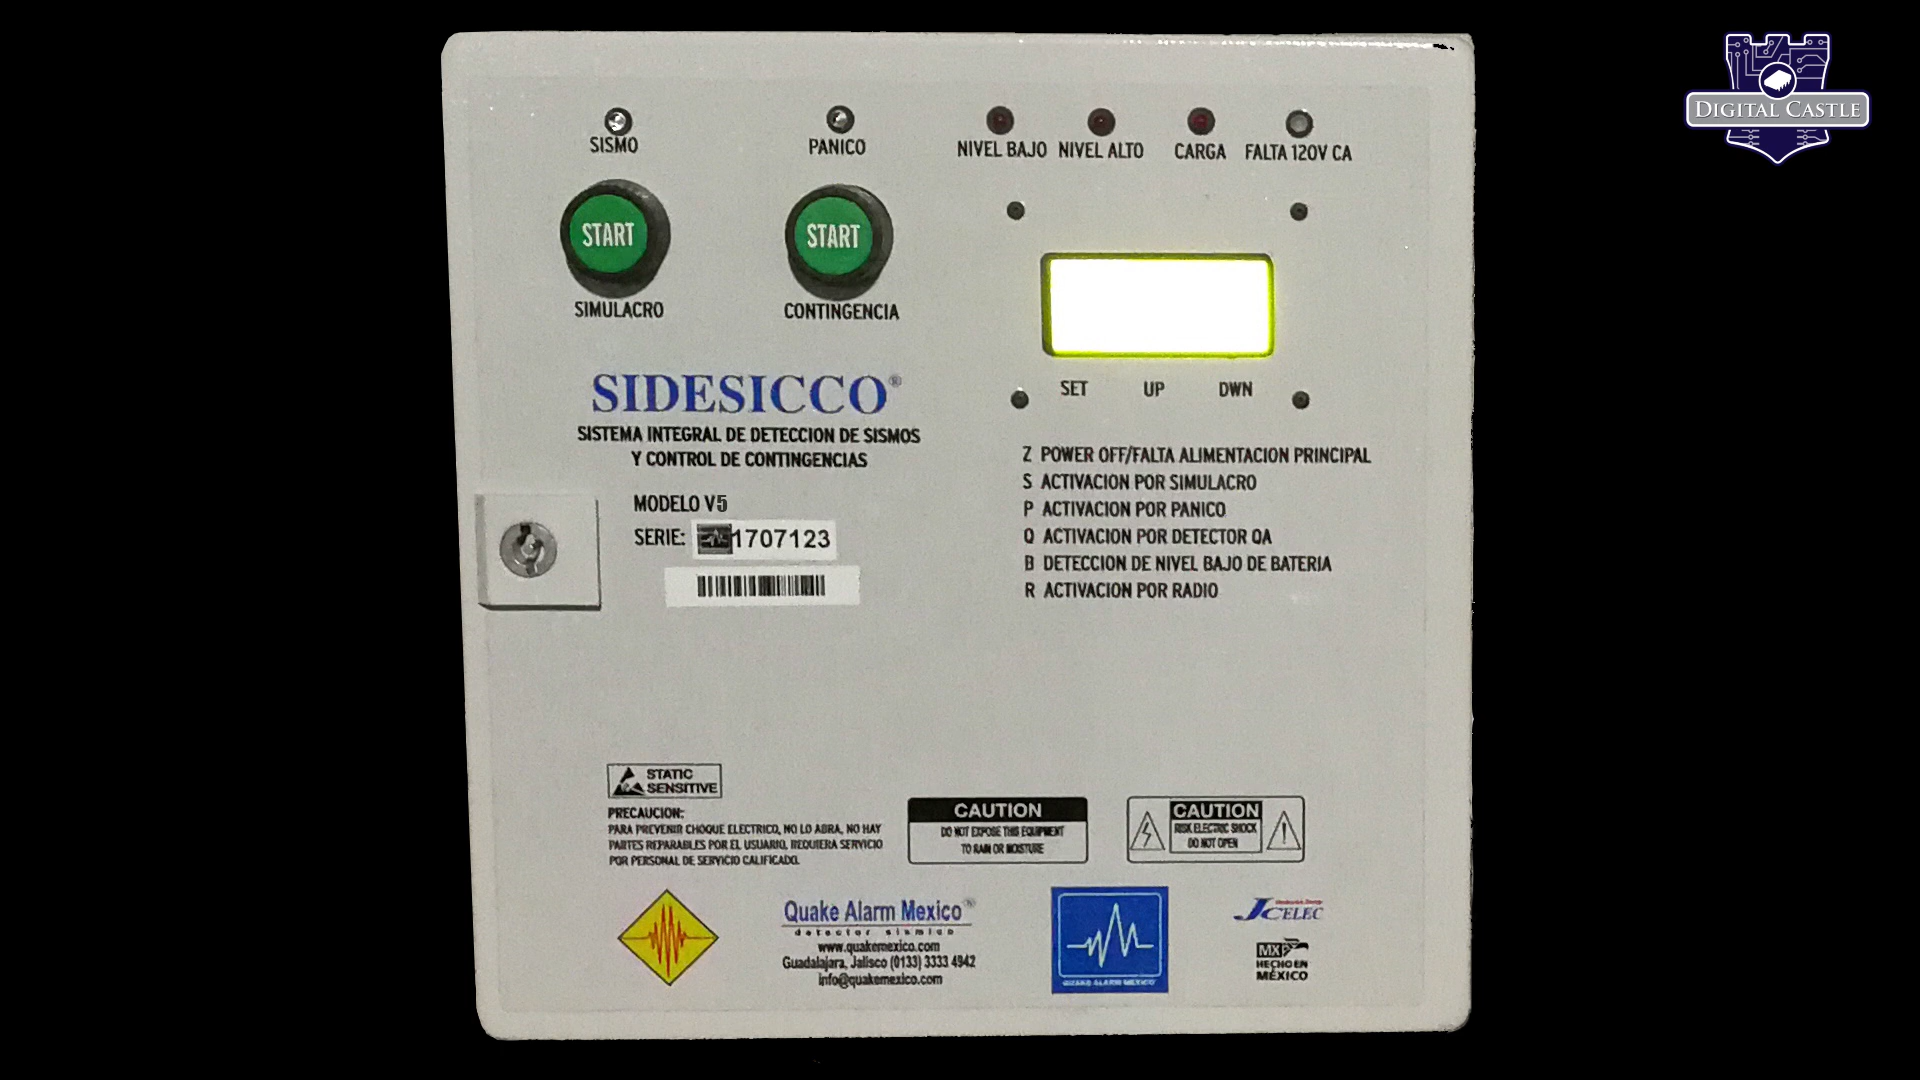 DIGITAL CASTLE
SISMO
PANICO
NIVEL BAJO NIVEL ALTO CARGA FALTA 120V CA
START
START
SIMULACRO
CONTINGENCIA
SET UP DWN
SIDESICCO®
SISTEMA INTEGRAL DE DETECCION DE SISMOS
Y CONTROL DE CONTINGENCIAS
MODELO V5
SERIE: 1707123
Z POWER OFF/FALTA ALIMENTACION PRINCIPAL
S ACTIVACION POR SIMULACRO
P ACTIVACION POR PANICO
Q ACTIVACION POR DETECTOR QA
B DETECCION DE NIVEL BAJO DE BATERIA
R ACTIVACION POR RADIO
STATIC
SENSITIVE
PRECAUCION:
PARA PREVENIR CHOQUE ELECTRICO, NO LO ABRA, NO HAY
PARTES REPARABLES POR EL USUARIO, REQUIERA SERVICIO
POR PERSONAL DE SERVICIO CALIFICADO.
CAUTION
DO NOT EXPOSE THIS EQUIPMENT
TO RAIN OR MOISTURE
CAUTION
RISK ELECTRIC SHOCK
DO NOT OPEN
Quake Alarm Mexico®
detector sismico
www.quakemexico.com
Guadalajara, Jalisco (0133) 3333 4942
info@quakemexico.com
QUAKE ALARM MEXICO
JCELEC
MX
HECHO EN
MÉXICO